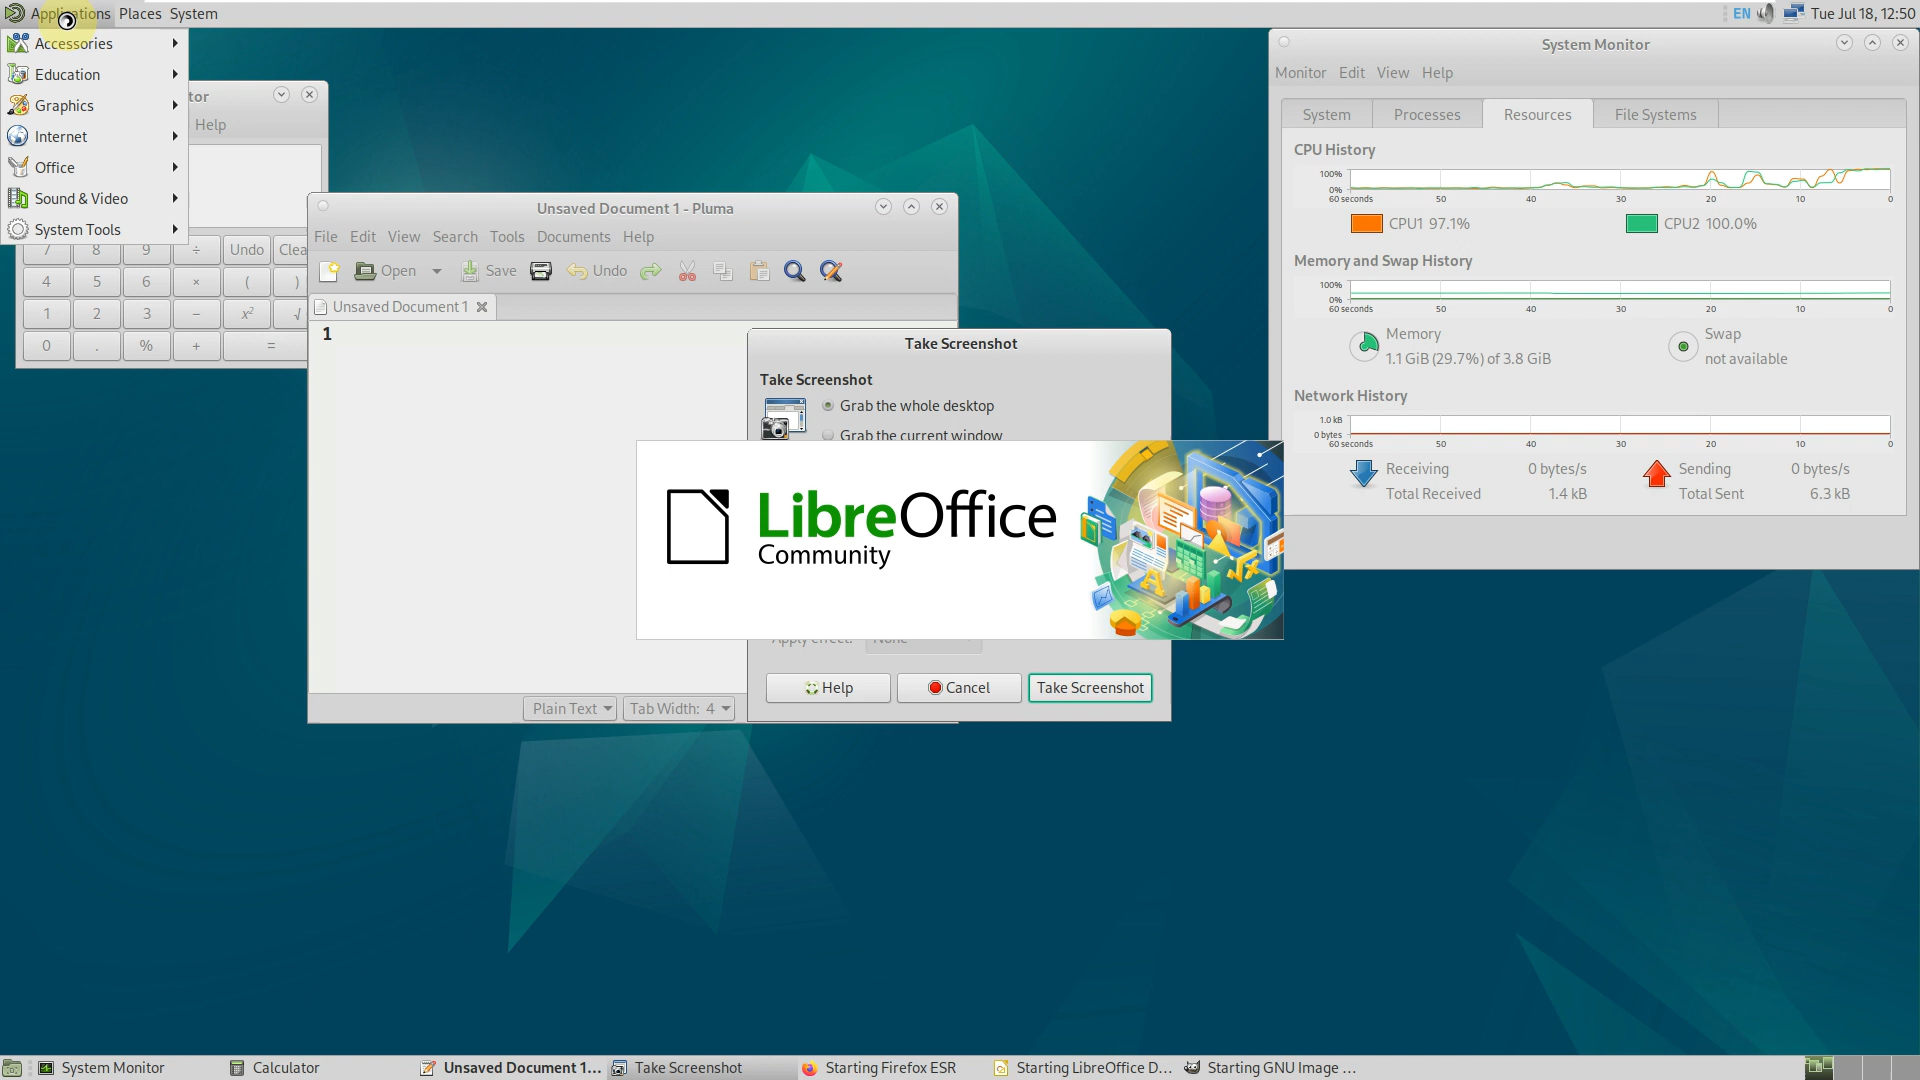 Applications Places System
EN Tue Jul 18, 12:50
Accessories
Education
Graphics
Internet
Office
Sound & Video
System Tools
Help
7 8 9 ÷ Undo
4 5 6 × ( )
1 2 3 − x² √
0 . % + =
Unsaved Document 1 - Pluma
File Edit View Search Tools Documents Help
Open Save Undo
Unsaved Document 1
1
Plain Text Tab Width: 4
Take Screenshot
Take Screenshot
Grab the whole desktop
Grab the current window
LibreOffice
Community
Apply effect: None
Help Cancel Take Screenshot
System Monitor
Monitor Edit View Help
System Processes Resources File Systems
CPU History
100%
0%
60 seconds 50 40 30 20 10 0
CPU1 97.1% CPU2 100.0%
Memory and Swap History
100%
0%
60 seconds 50 40 30 20 10 0
Memory
1.1 GiB (29.7%) of 3.8 GiB
Swap
not available
Network History
1.0 kB
0 bytes
60 seconds 50 40 30 20 10 0
Receiving 0 bytes/s
Total Received 1.4 kB
Sending 0 bytes/s
Total Sent 6.3 kB
System Monitor Calculator Unsaved Document 1... Take Screenshot Starting Firefox ESR Starting LibreOffice D... Starting GNU Image ...